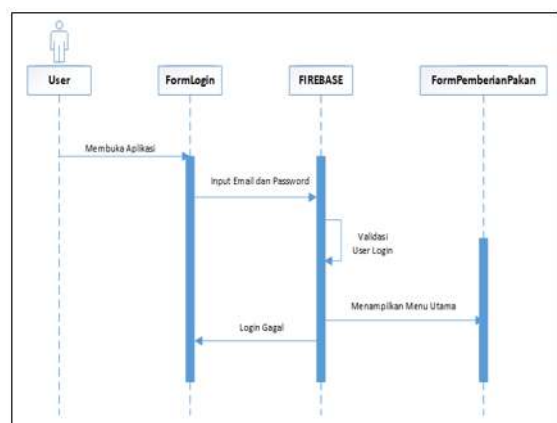 User
FormLogin
FIREBASE
FormPemberianPakan
Membuka Aplikasi
Input Email dan Password
Validasi
User Login
Menampilkan Menu Utama
Login Gagal